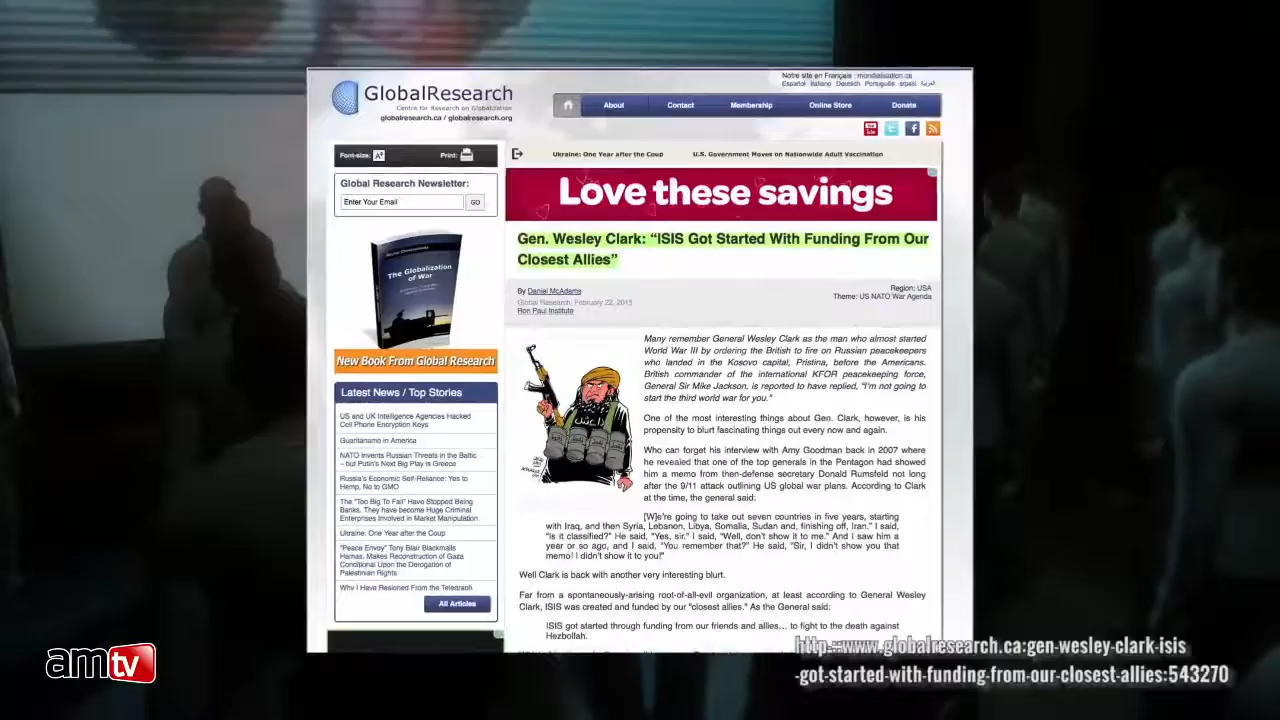 GlobalResearch
Centre for Research on Globalization
globalresearch.ca / globalresearch.org
Notre site en Français : mondialisation.ca
Español Italiano Deutsch Português srpski العربية
About Contact Membership Online Store Donate
Font-size: Print:
Ukraine: One Year after the Coup U.S. Government Moves on Nationwide Adult Vaccination
Global Research Newsletter:
Enter Your Email GO
The Globalization
of War
New Book From Global Research
Latest News / Top Stories
US and UK Intelligence Agencies Hacked
Cell Phone Encryption Keys
Guantanamo in America
NATO Invents Russian Threats in the Baltic
– but Putin's Next Big Play is Greece
Russia's Economic Self-Reliance: Yes to
Hemp, No to GMO
The "Too Big To Fail" Have Stopped Being
Banks. They have become Huge Criminal
Enterprises Involved in Market Manipulation
Ukraine: One Year after the Coup
"Peace Envoy" Tony Blair Blackmails
Hamas, Makes Reconstruction of Gaza
Conditional Upon the Derogation of
Palestinian Rights
Why I Have Resigned From the Telegraph
All Articles
Love these savings
Gen. Wesley Clark: “ISIS Got Started With Funding From Our
Closest Allies”
By Daniel McAdams
Global Research, February 22, 2015
Ron Paul Institute
Region: USA
Theme: US NATO War Agenda
Many remember General Wesley Clark as the man who almost started
World War III by ordering the British to fire on Russian peacekeepers
who landed in the Kosovo capital, Pristina, before the Americans.
British commander of the international KFOR peacekeeping force,
General Sir Mike Jackson, is reported to have replied, "I'm not going to
start the third world war for you."
One of the most interesting things about Gen. Clark, however, is his
propensity to blurt fascinating things out every now and again.
Who can forget his interview with Amy Goodman back in 2007 where
he revealed that one of the top generals in the Pentagon had showed
him a memo from then-defense secretary Donald Rumsfeld not long
after the 9/11 attack outlining US global war plans. According to Clark
at the time, the general said:
[W]e're going to take out seven countries in five years, starting
with Iraq, and then Syria, Lebanon, Libya, Somalia, Sudan and, finishing off, Iran." I said,
"Is it classified?" He said, "Yes, sir." I said, "Well, don't show it to me." And I saw him a
year or so ago, and I said, "You remember that?" He said, "Sir, I didn't show you that
memo! I didn't show it to you!"
Well Clark is back with another very interesting blurt.
Far from a spontaneously-arising root-of-all-evil organization, at least according to General Wesley
Clark, ISIS was created and funded by our "closest allies." As the General said:
ISIS got started through funding from our friends and allies… to fight to the death against
Hezbollah.
amtv
http:--www.globalresearch.ca:gen-wesley-clark-isis
-got-started-with-funding-from-our-closest-allies:543270